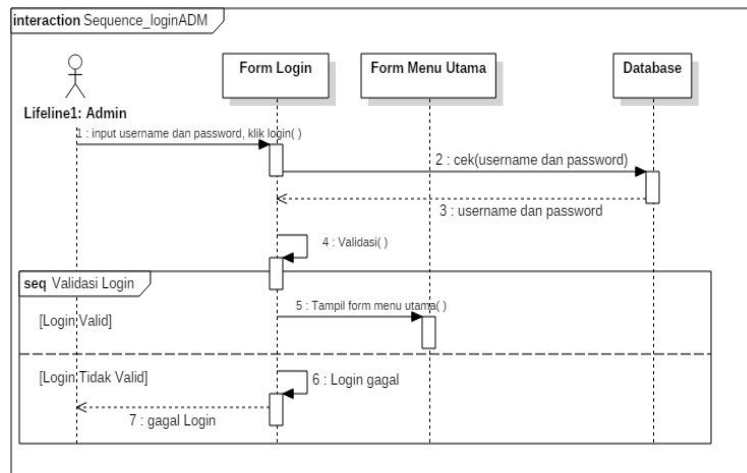 interaction Sequence_loginADM
Form Login
Form Menu Utama
Database
Lifeline1: Admin
1 : input username dan password, klik login( )
2 : cek(username dan password)
3 : username dan password
4 : Validasi( )
seq Validasi Login
5 : Tampil form menu utama( )
[Login Valid]
[Login Tidak Valid]
6 : Login gagal
7 : gagal Login